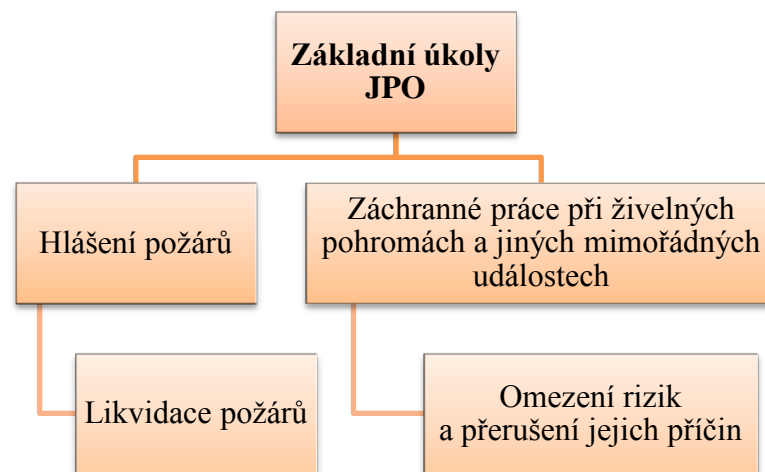 Základní úkoly
JPO
Hlášení požárů
Záchranné práce při živelných
pohromách a jiných mimořádných
událostech
Likvidace požárů
Omezení rizik
a přerušení jejich příčin